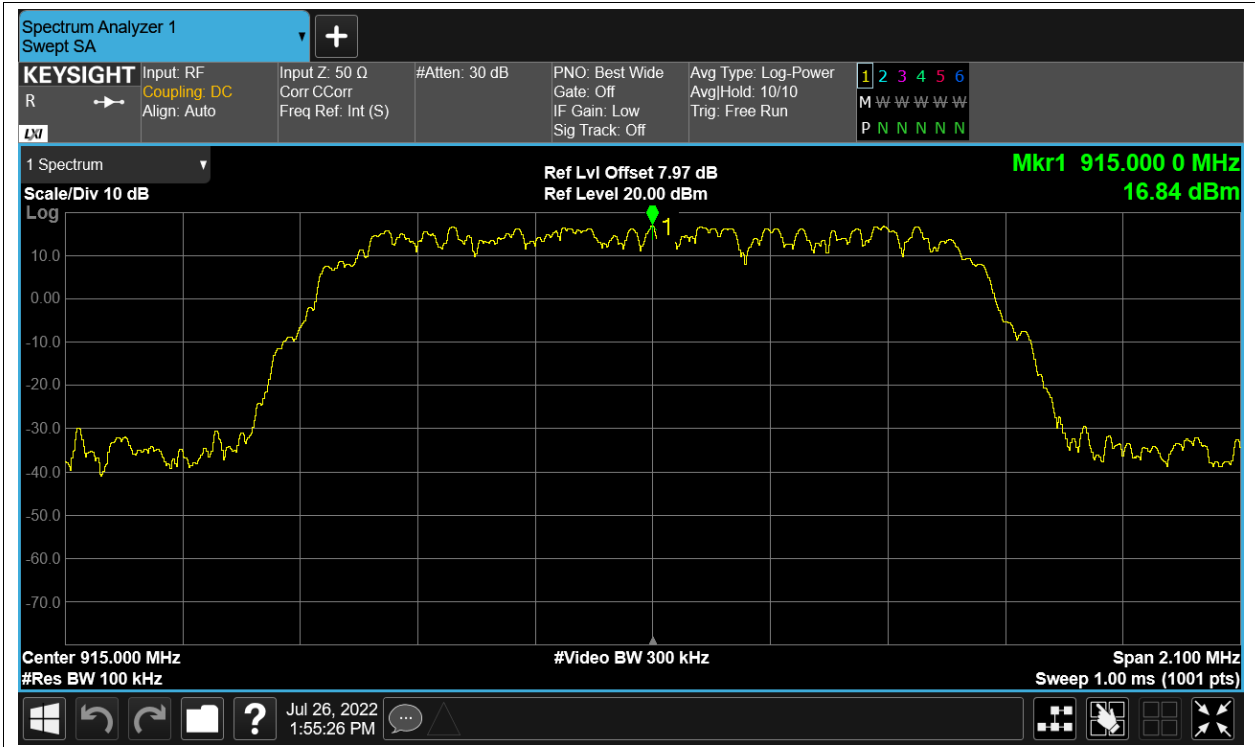 Spectrum Analyzer 1
Swept SA
+
KEYSIGHT
R
LXI
Input: RF
Coupling: DC
Align: Auto
Input Z: 50 Ω
Corr CCorr
Freq Ref: Int (S)
#Atten: 30 dB
PNO: Best Wide
Gate: Off
IF Gain: Low
Sig Track: Off
Avg Type: Log-Power
Avg|Hold: 10/10
Trig: Free Run
1 2 3 4 5 6
M W W W W W
P N N N N N
1 Spectrum
Scale/Div 10 dB
Log
Ref Lvl Offset 7.97 dB
Ref Level 20.00 dBm
Mkr1 915.000 0 MHz
16.84 dBm
1
10.0
0.00
-10.0
-20.0
-30.0
-40.0
-50.0
-60.0
-70.0
Center 915.000 MHz
#Res BW 100 kHz
#Video BW 300 kHz
Span 2.100 MHz
Sweep 1.00 ms (1001 pts)
?
Jul 26, 2022
1:55:26 PM